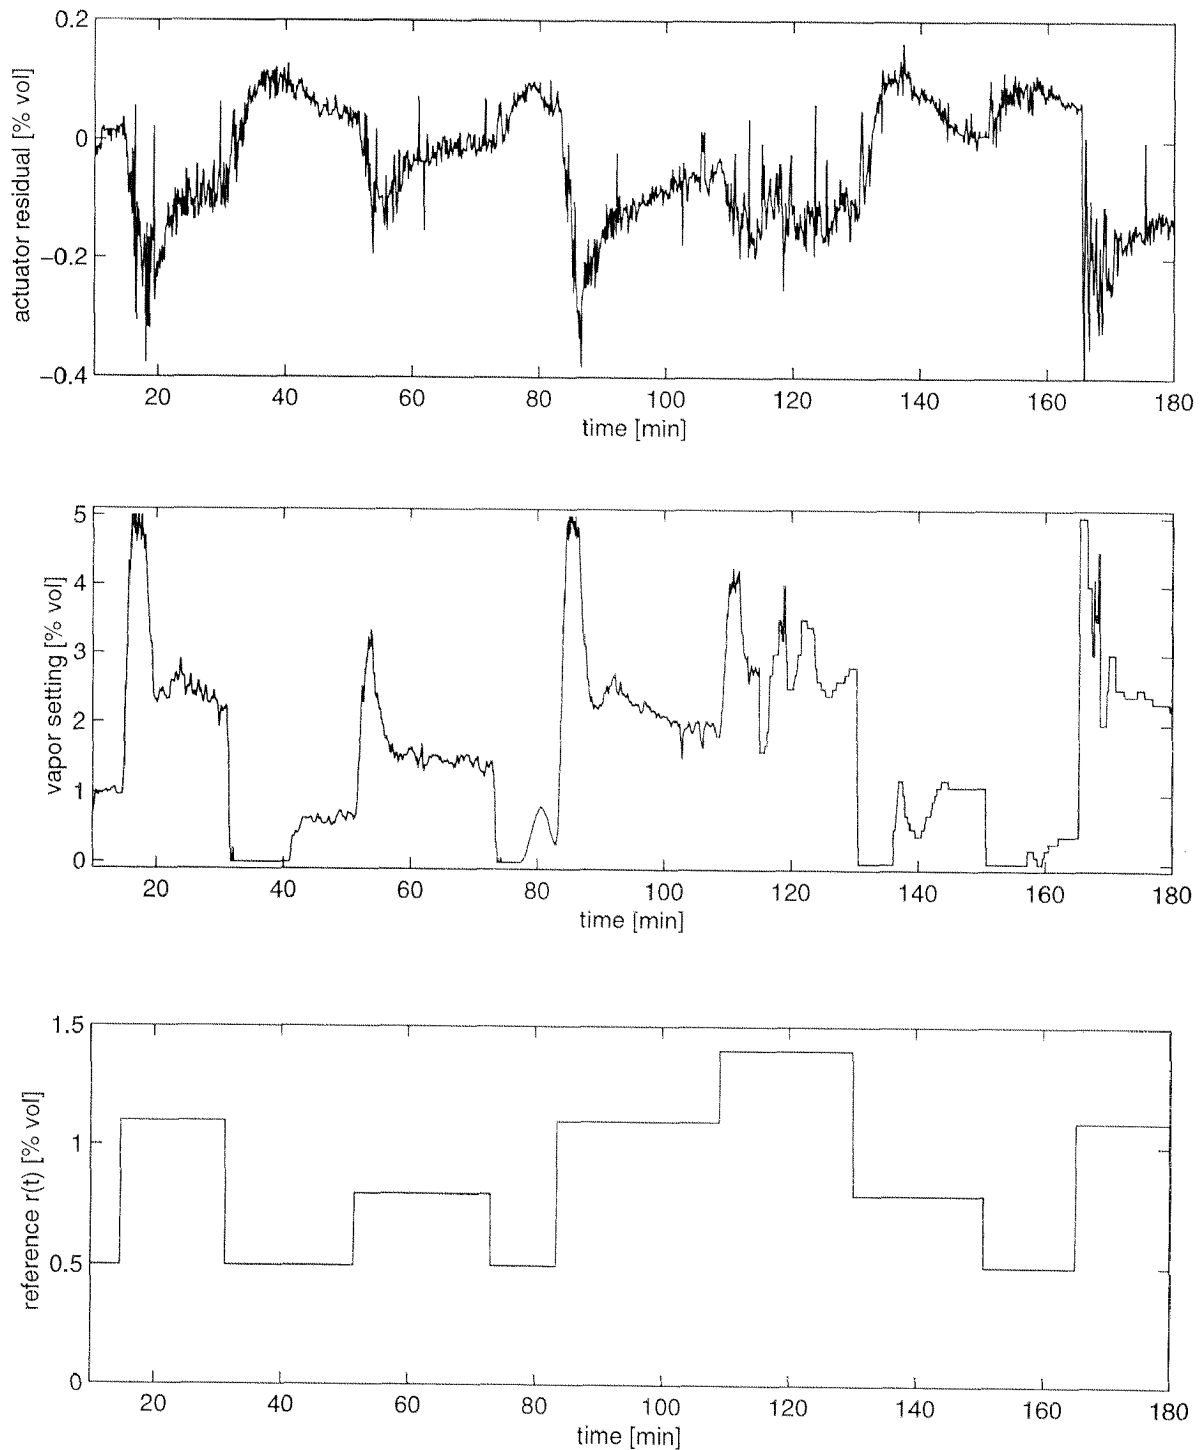 0.2
0
−0.2
−0.4
actuator residual [% vol]
20 40 60 80 100 120 140 160 180
time [min]
5
4
3
2
1
0
vapor setting [% vol]
20 40 60 80 100 120 140 160 180
time [min]
1.5
1
0.5
0
reference r(t) [% vol]
20 40 60 80 100 120 140 160 180
time [min]